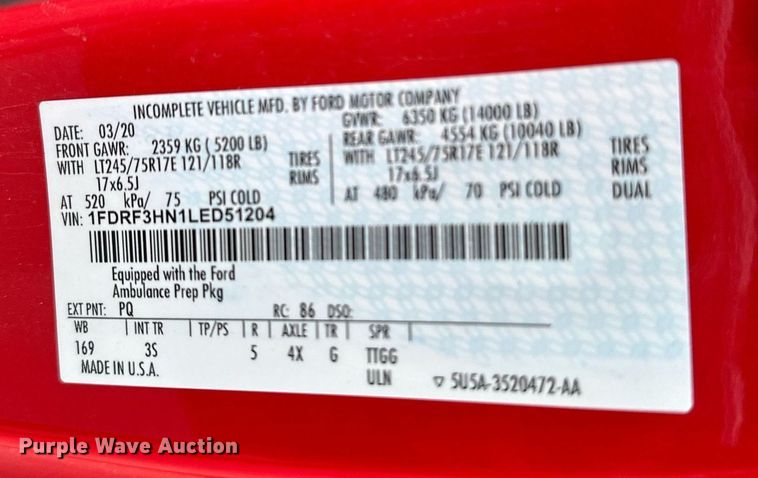 INCOMPLETE VEHICLE MFD. BY FORD MOTOR COMPANY
DATE: 03/20 GVWR: 6350 KG (14000 LB)
FRONT GAWR: 2359 KG ( 5200 LB) REAR GAWR: 4554 KG (10040 LB)
WITH LT245/75R17E 121/118R TIRES WITH LT245/75R17E 121/118R TIRES
17x6.5J RIMS 17x6.5J RIMS
AT 520 kPa/ 75 PSI COLD AT 480 kPa/ 70 PSI COLD DUAL
VIN: 1FDRF3HN1LED51204
Equipped with the Ford
Ambulance Prep Pkg
EXT PNT: PQ RC: 86 DSO:
WB INT TR TP/PS R AXLE TR SPR
169 3S 5 4X G TTGG
MADE IN U.S.A. ULN ▽ 5U5A-3520472-AA
Purple Wave Auction